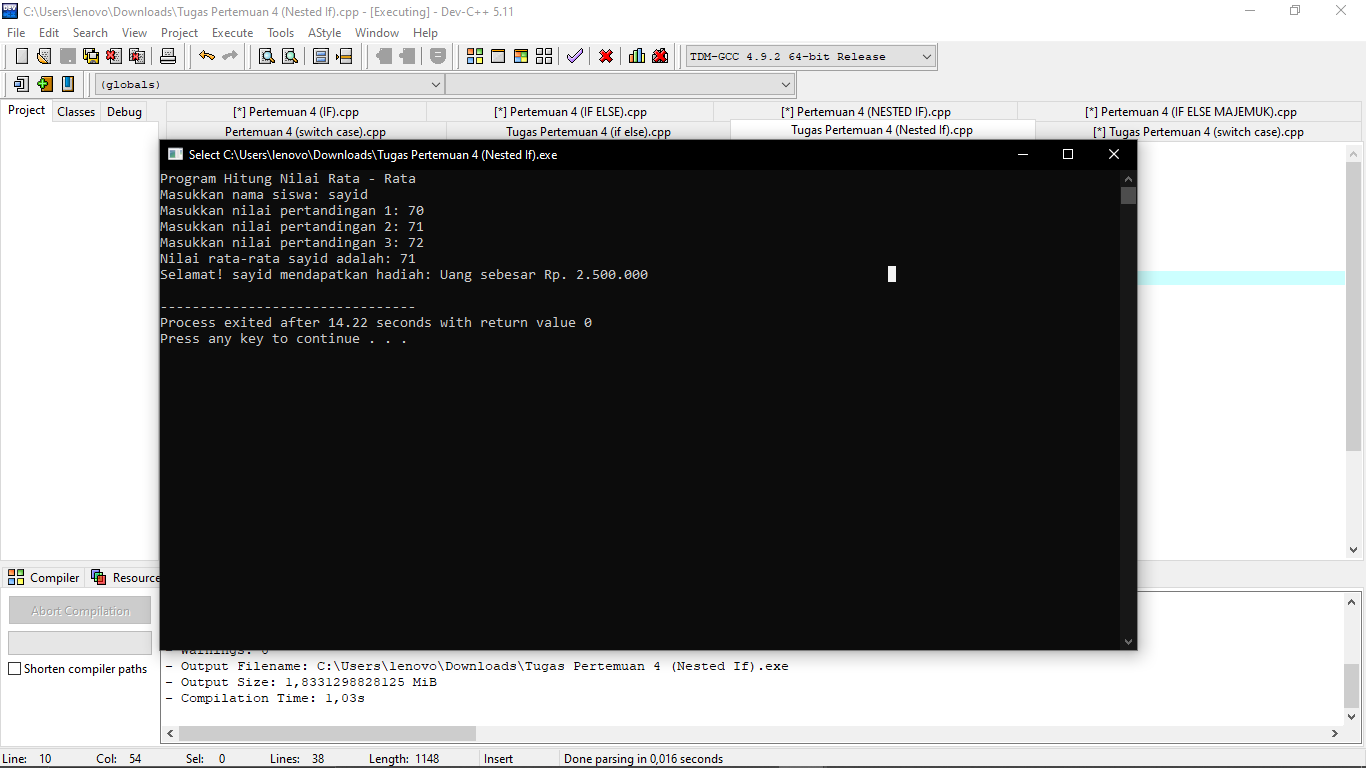 C:\Users\lenovo\Downloads\Tugas Pertemuan 4 (Nested If).cpp - [Executing] - Dev-C++ 5.11
File Edit Search View Project Execute Tools AStyle Window Help
TDM-GCC 4.9.2 64-bit Release
(globals)
Project Classes Debug
[*] Pertemuan 4 (IF).cpp [*] Pertemuan 4 (IF ELSE).cpp [*] Pertemuan 4 (NESTED IF).cpp [*] Pertemuan 4 (IF ELSE MAJEMUK).cpp
Pertemuan 4 (switch case).cpp Tugas Pertemuan 4 (if else).cpp Tugas Pertemuan 4 (Nested If).cpp [*] Tugas Pertemuan 4 (switch case).cpp
Select C:\Users\lenovo\Downloads\Tugas Pertemuan 4 (Nested If).exe
Program Hitung Nilai Rata - Rata
Masukkan nama siswa: sayid
Masukkan nilai pertandingan 1: 70
Masukkan nilai pertandingan 2: 71
Masukkan nilai pertandingan 3: 72
Nilai rata-rata sayid adalah: 71
Selamat! sayid mendapatkan hadiah: Uang sebesar Rp. 2.500.000
--------------------------------
Process exited after 14.22 seconds with return value 0
Press any key to continue . . .
Compiler Resource
Abort Compilation
Shorten compiler paths
- Warnings: 0
- Output Filename: C:\Users\lenovo\Downloads\Tugas Pertemuan 4 (Nested If).exe
- Output Size: 1,8331298828125 MiB
- Compilation Time: 1,03s
Line: 10 Col: 54 Sel: 0 Lines: 38 Length: 1148 Insert Done parsing in 0,016 seconds